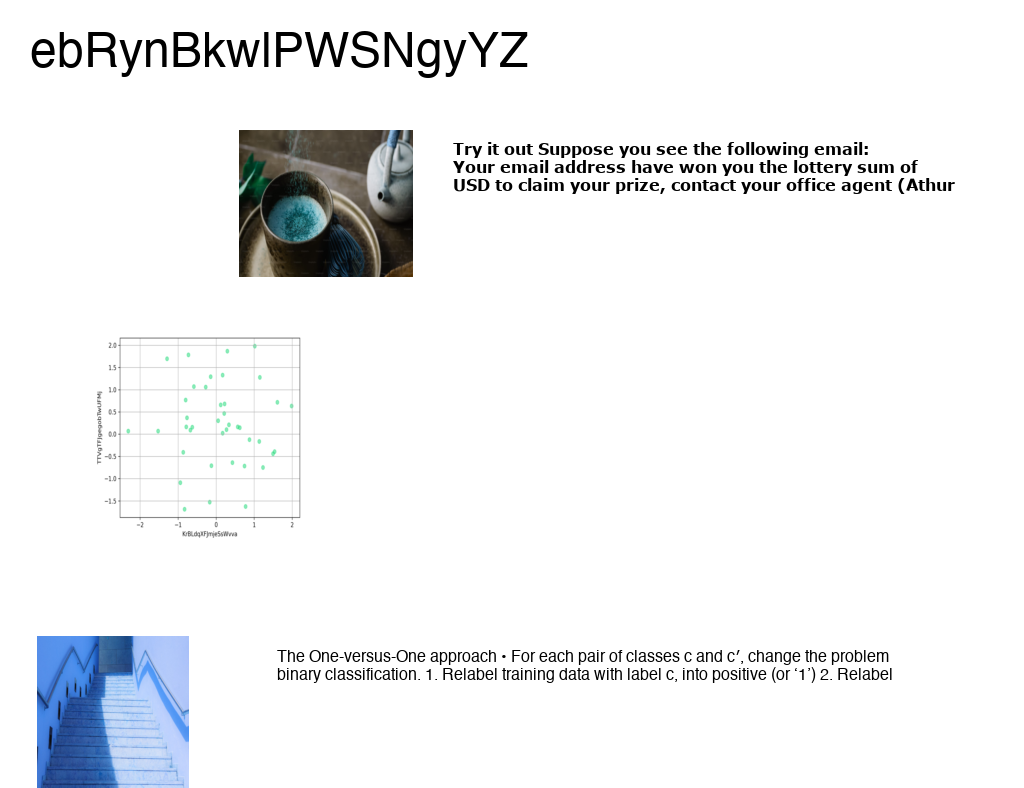 ebRynBkwlPWSNgyYZ
Try it out Suppose you see the following email:
Your email address have won you the lottery sum of
USD to claim your prize, contact your office agent (Athur
2.0
1.5
1.0
0.5
0.0
−0.5
−1.0
−1.5
−2
−1
0
1
2
The One-versus-One approach • For each pair of classes c and c′, change the problem
binary classification. 1. Relabel training data with label c, into positive (or ‘1’) 2. Relabel